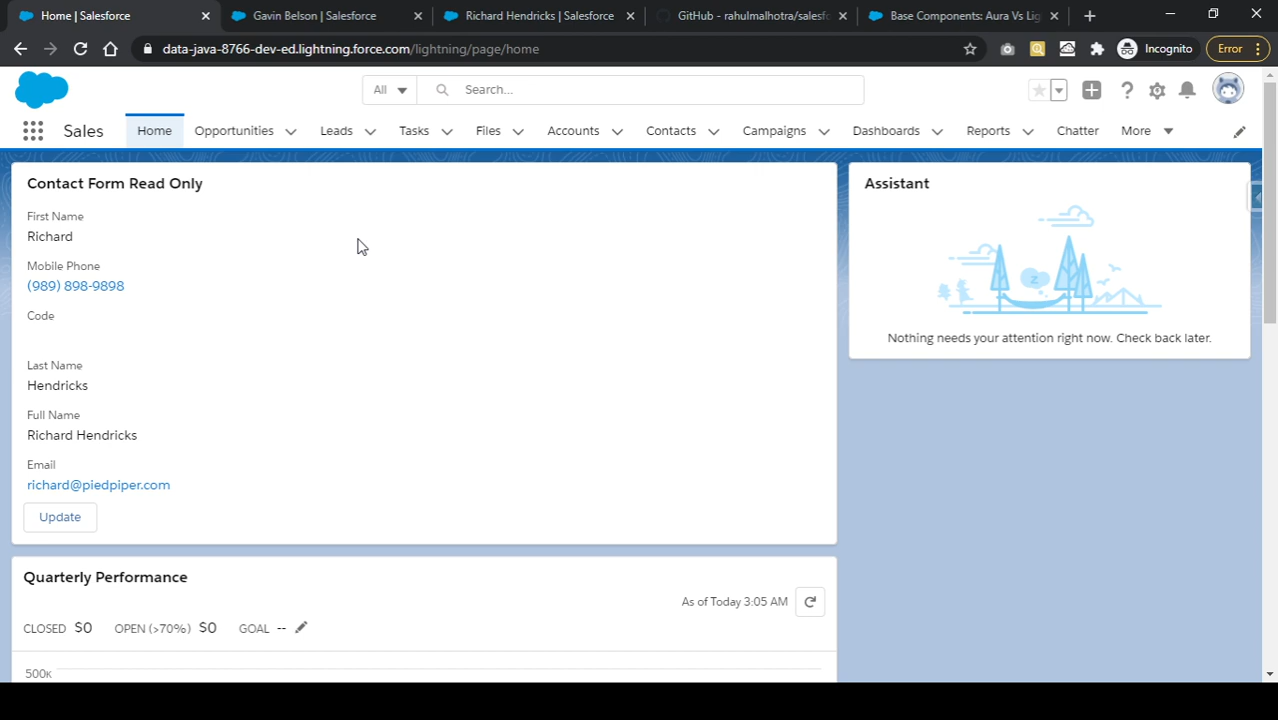 Home | Salesforce
Gavin Belson | Salesforce
Richard Hendricks | Salesforce
GitHub - rahulmalhotra/salesfo
Base Components: Aura Vs Lig
data-java-8766-dev-ed.lightning.force.com/lightning/page/home
Incognito
Error
All
Search...
Sales
Home
Opportunities
Leads
Tasks
Files
Accounts
Contacts
Campaigns
Dashboards
Reports
Chatter
More
Contact Form Read Only
First Name
Richard
Mobile Phone
(989) 898-9898
Code
Last Name
Hendricks
Full Name
Richard Hendricks
Email
richard@piedpiper.com
Update
Assistant
z
Nothing needs your attention right now. Check back later.
Quarterly Performance
As of Today 3:05 AM
CLOSED $0 OPEN (>70%) $0 GOAL --
500K